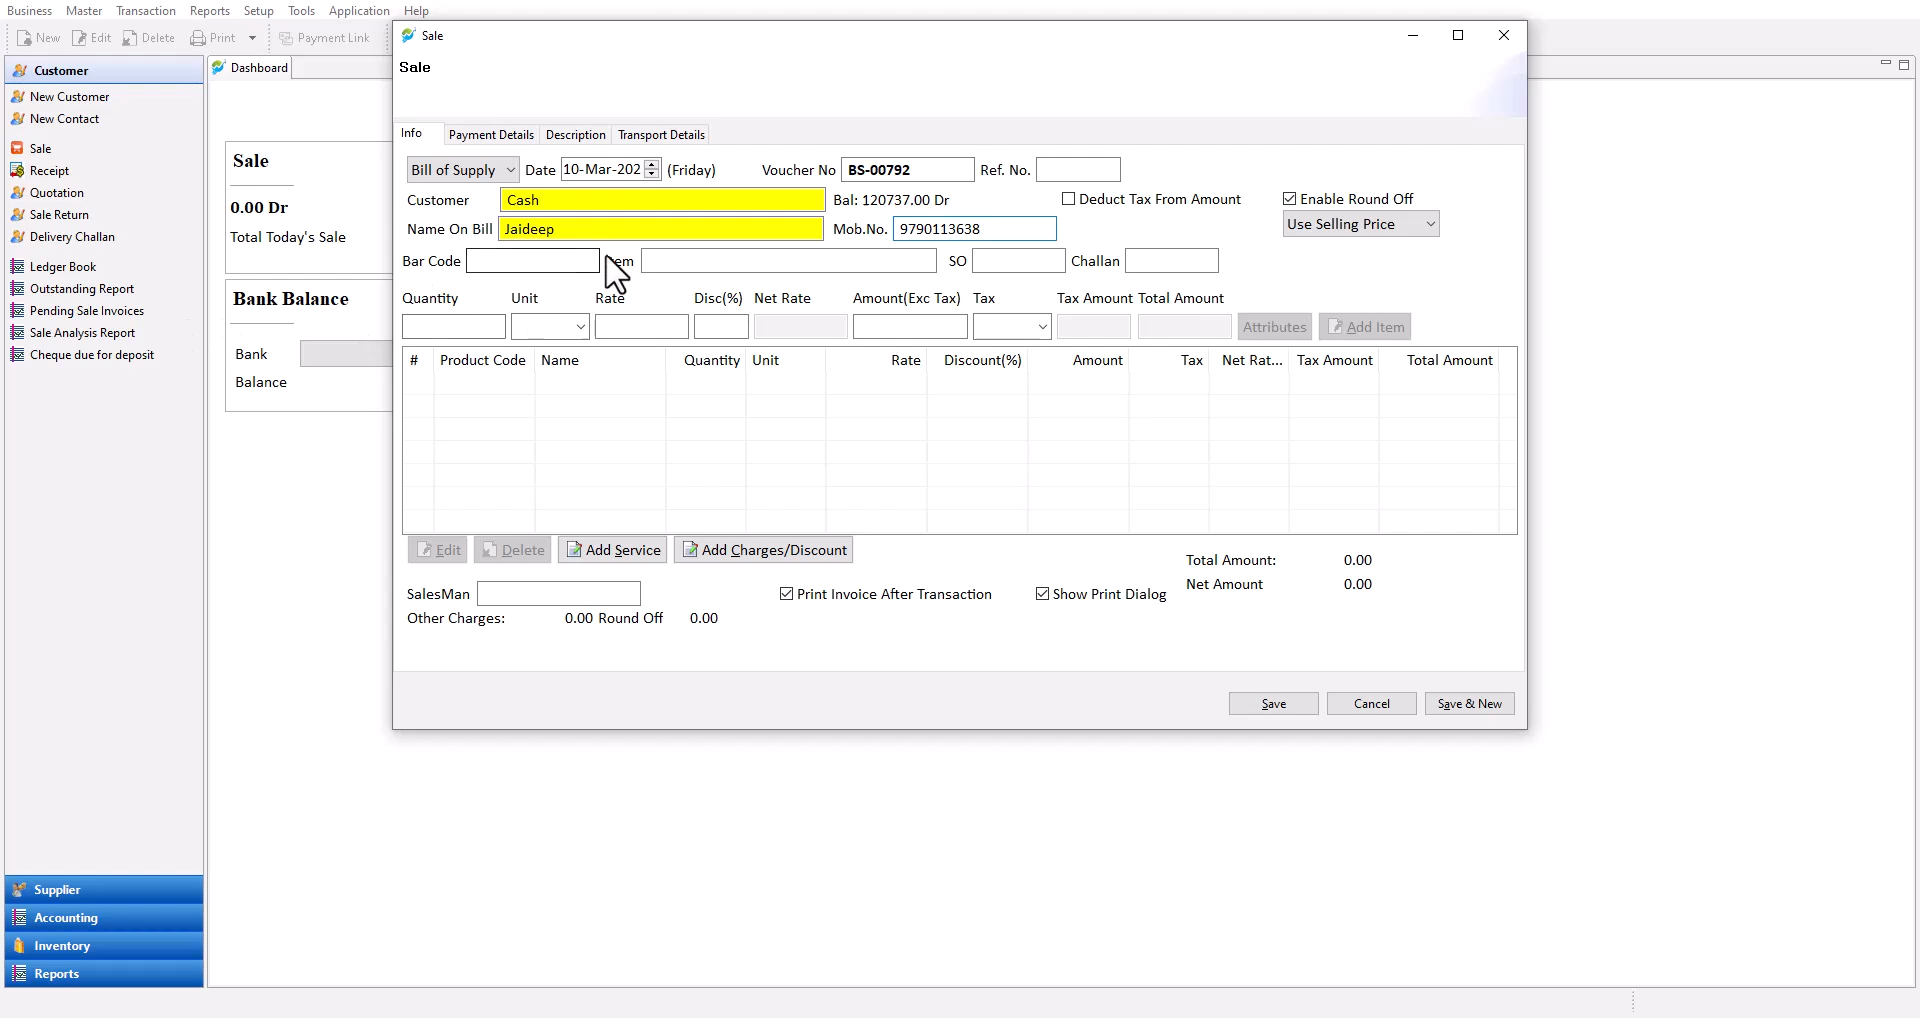 Business Master Transaction Reports Setup Tools Application Help
New Edit Delete Print Payment Link
Sale
Sale
Customer
Dashboard
New Customer
New Contact
Sale
Receipt
Quotation
Sale Return
Delivery Challan
Ledger Book
Outstanding Report
Pending Sale Invoices
Sale Analysis Report
Cheque due for deposit
Supplier
Accounting
Inventory
Reports
Sale
0.00 Dr
Total Today's Sale
Bank Balance
Bank
Balance
Info Payment Details Description Transport Details
Bill of Supply Date 10-Mar-202 (Friday) Voucher No BS-00792 Ref. No.
Customer Cash Bal: 120737.00 Dr Deduct Tax From Amount Enable Round Off
Name On Bill Jaideep Mob.No. 9790113638 Use Selling Price
Bar Code SO Challan
Quantity Unit Rate Disc(%) Net Rate Amount(Exc Tax) Tax Tax Amount Total Amount
Attributes Add Item
# Product Code Name Quantity Unit Rate Discount(%) Amount Tax Net Rat... Tax Amount Total Amount
Edit Delete Add Service Add Charges/Discount
Total Amount: 0.00
Net Amount 0.00
SalesMan Print Invoice After Transaction Show Print Dialog
Other Charges: 0.00 Round Off 0.00
Save Cancel Save & New